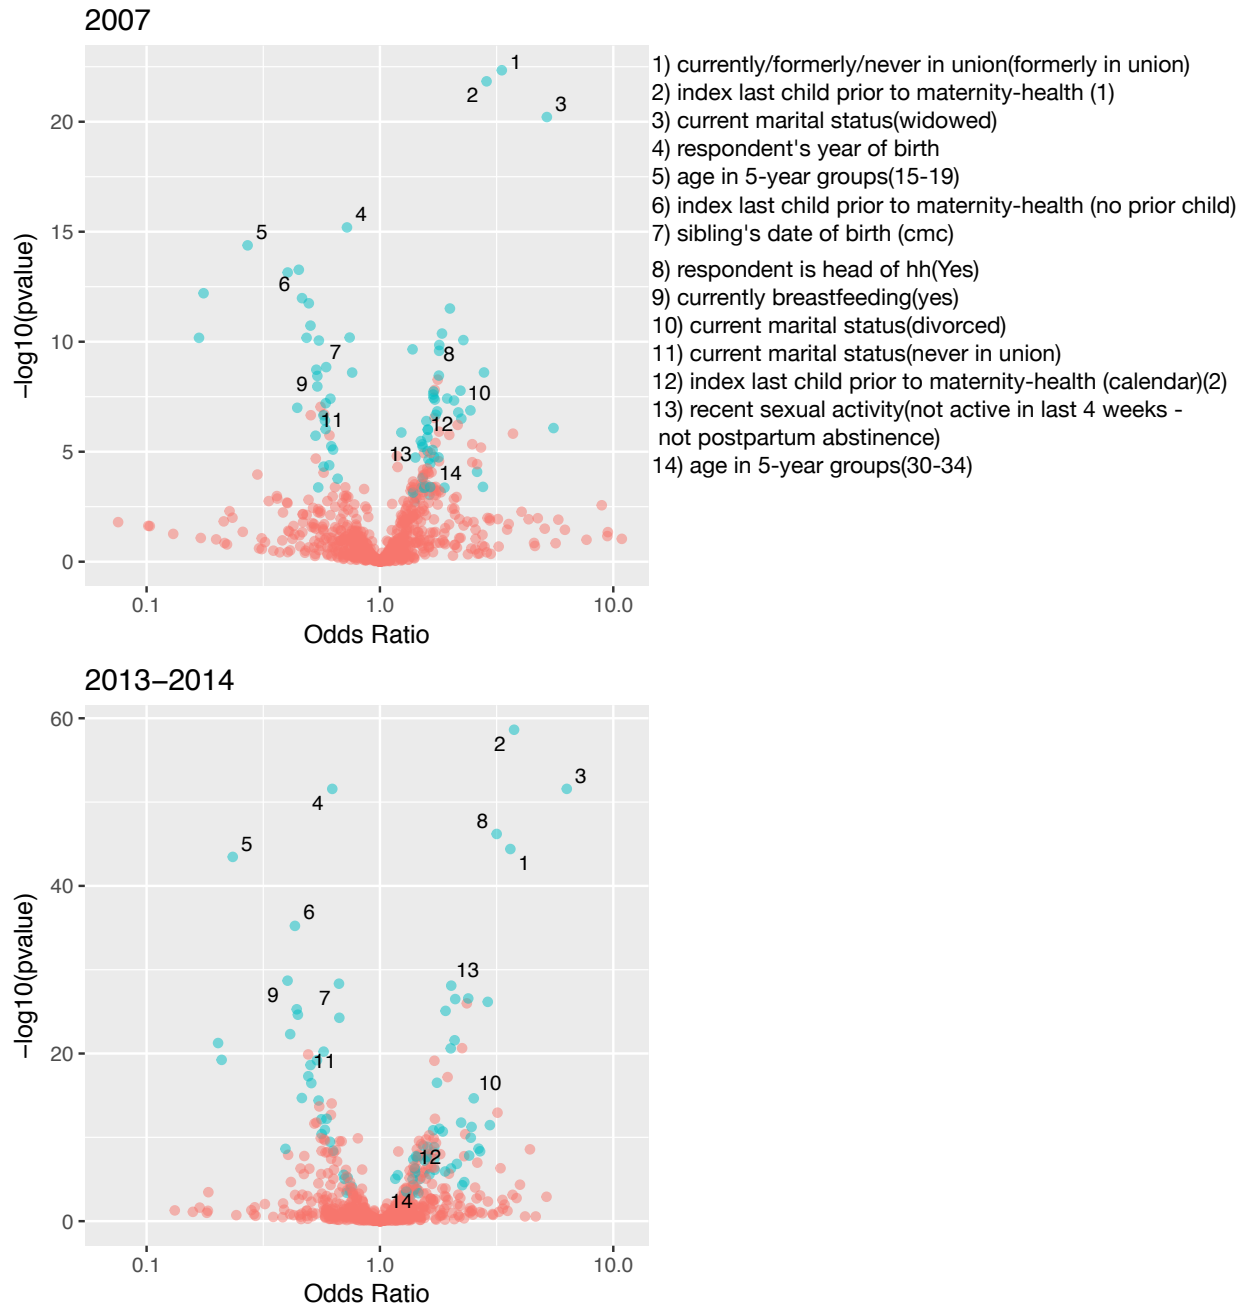 2007
1) currently/formerly/never in union(formerly in union)
2) index last child prior to maternity-health (1)
3) current marital status(widowed)
4) respondent's year of birth
5) age in 5-year groups(15-19)
6) index last child prior to maternity-health (no prior child)
7) sibling's date of birth (cmc)
8) respondent is head of hh(Yes)
9) currently breastfeeding(yes)
10) current marital status(divorced)
11) current marital status(never in union)
12) index last child prior to maternity-health (calendar)(2)
13) recent sexual activity(not active in last 4 weeks -
not postpartum abstinence)
14) age in 5-year groups(30-34)
−log10(pvalue)
20
15
10
5
0
1
2
3
4
5
6
7
8
9
10
11
12
13
14
0.1
1.0
10.0
Odds Ratio
2013−2014
−log10(pvalue)
60
40
20
0
2
3
4
8
1
5
6
13
9
7
11
10
12
14
0.1
1.0
10.0
Odds Ratio